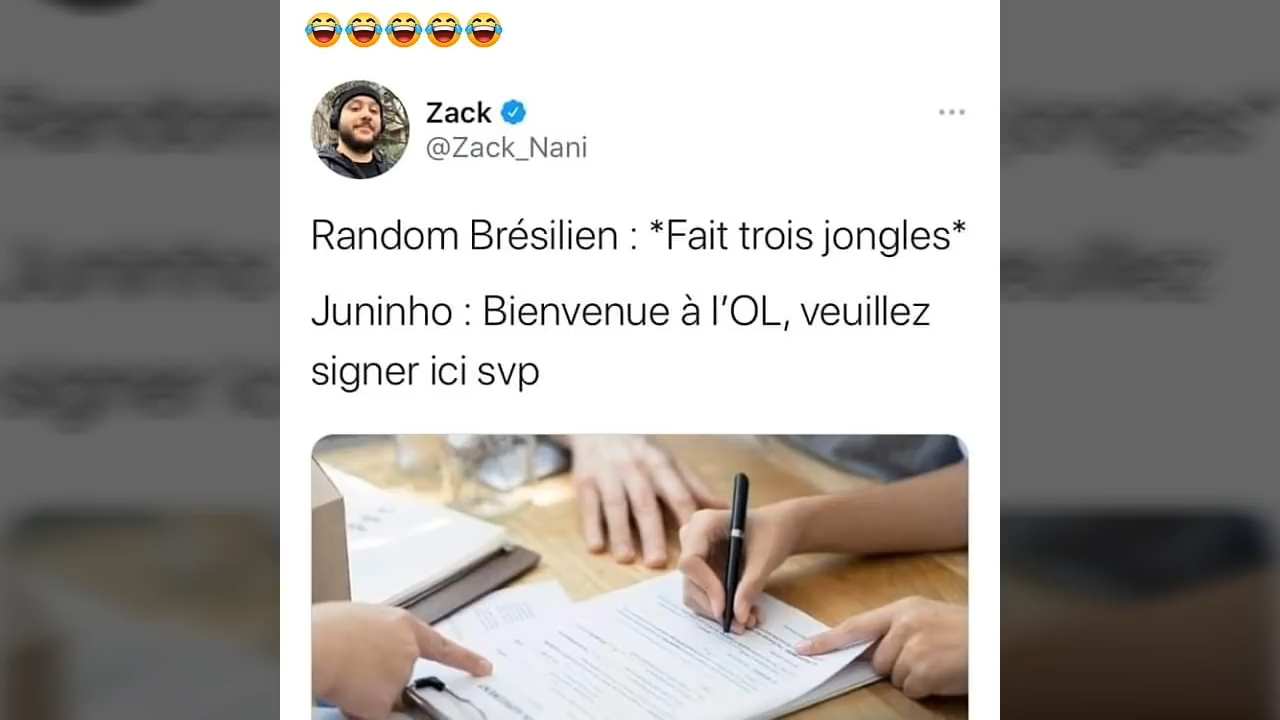 😂😂😂😂😂
Zack
@Zack_Nani
Random Brésilien : *Fait trois jongles*
Juninho : Bienvenue à l’OL, veuillez
signer ici svp